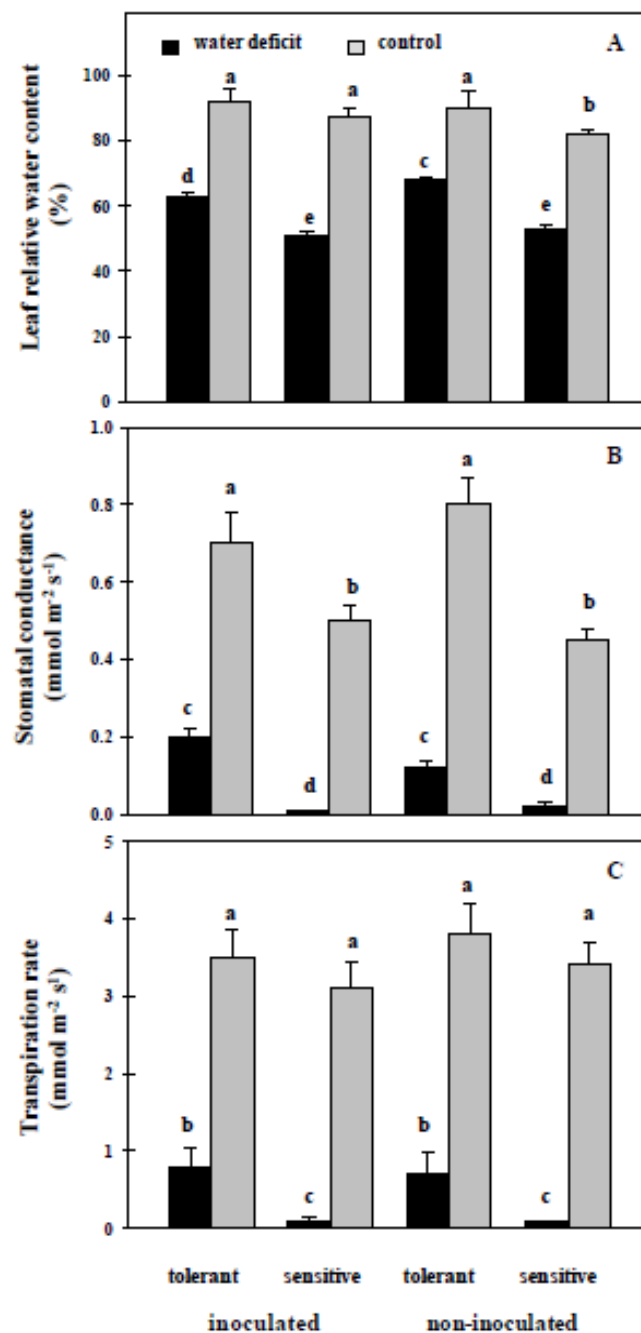 water deficit control A
a a a b
d e c e
100
80
60
40
20
0
Leaf relative water content
(%)
B
a b a b
c d c d
1.0
0.8
0.6
0.4
0.2
0.0
Stomatal conductance
(mmol m⁻² s⁻¹)
C
a a a a
b c b c
5
4
3
2
1
0
Transpiration rate
(mmol m⁻² s¹)
tolerant sensitive tolerant sensitive
inoculated non-inoculated